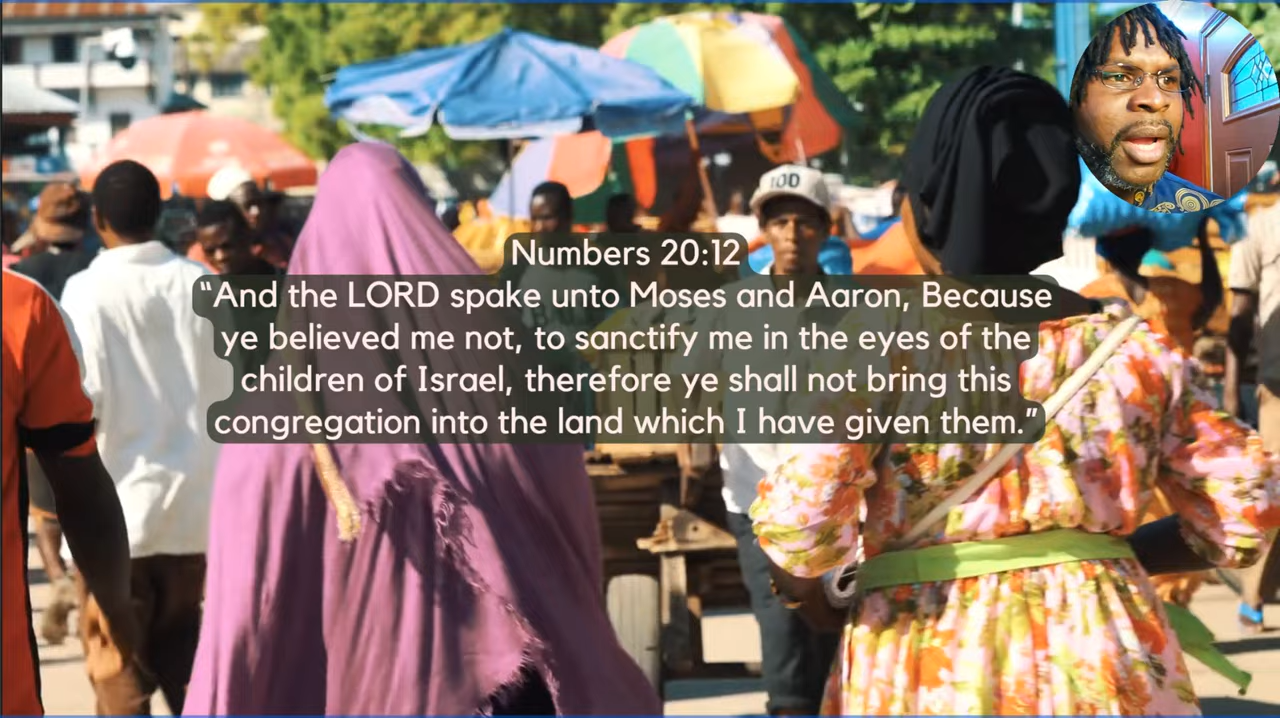 100
Numbers 20:12
“And the LORD spake unto Moses and Aaron, Because
ye believed me not, to sanctify me in the eyes of the
children of Israel, therefore ye shall not bring this
congregation into the land which I have given them.”